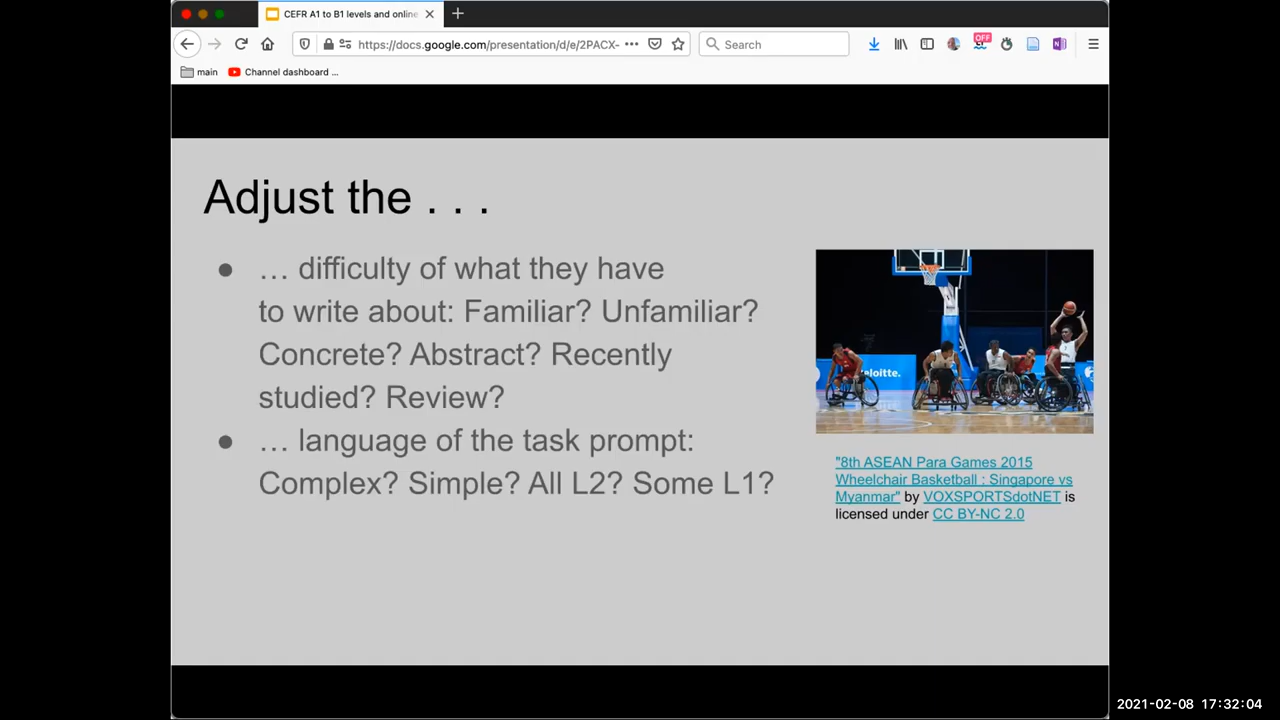 CEFR A1 to B1 levels and online
https://docs.google.com/presentation/d/e/2PACX-
Search
OFF
main
Channel dashboard ...
Adjust the . . .
● … difficulty of what they have
to write about: Familiar? Unfamiliar?
Concrete? Abstract? Recently
studied? Review?
● … language of the task prompt:
Complex? Simple? All L2? Some L1?
eloitte.
"8th ASEAN Para Games 2015
Wheelchair Basketball : Singapore vs
Myanmar" by VOXSPORTSdotNET is
licensed under CC BY-NC 2.0
2021-02-08 17:32:04